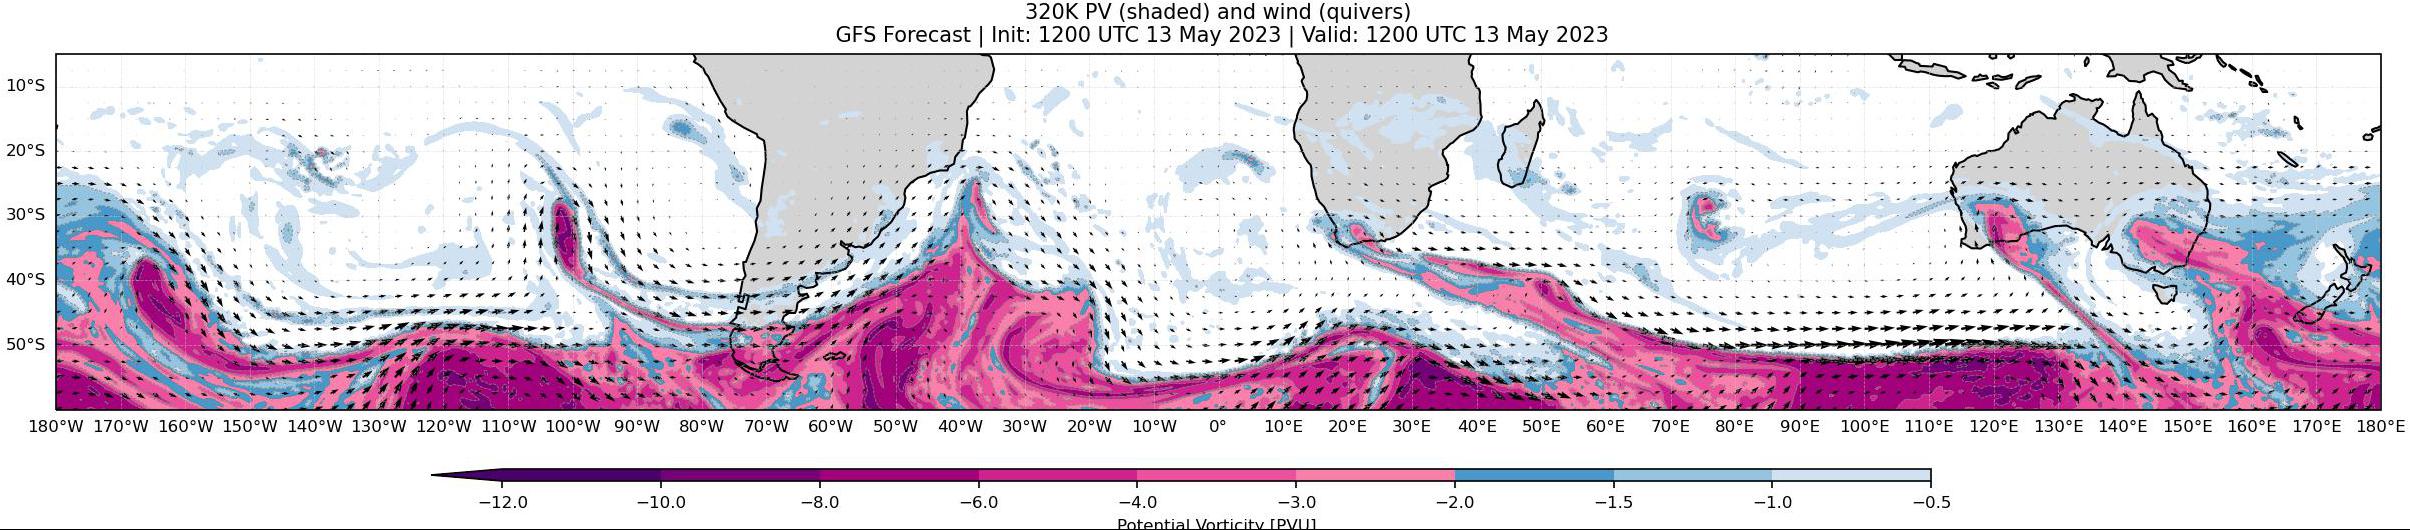 320K PV (shaded) and wind (quivers)
GFS Forecast | Init: 1200 UTC 13 May 2023 | Valid: 1200 UTC 13 May 2023
10°S
20°S
30°S
40°S
50°S
180°W 170°W 160°W 150°W 140°W 130°W 120°W 110°W 100°W 90°W 80°W 70°W 60°W 50°W 40°W 30°W 20°W 10°W 0° 10°E 20°E 30°E 40°E 50°E 60°E 70°E 80°E 90°E 100°E 110°E 120°E 130°E 140°E 150°E 160°E 170°E 180°E
−12.0 −10.0 −8.0 −6.0 −4.0 −3.0 −2.0 −1.5 −1.0 −0.5
Potential Vorticity [PVU]